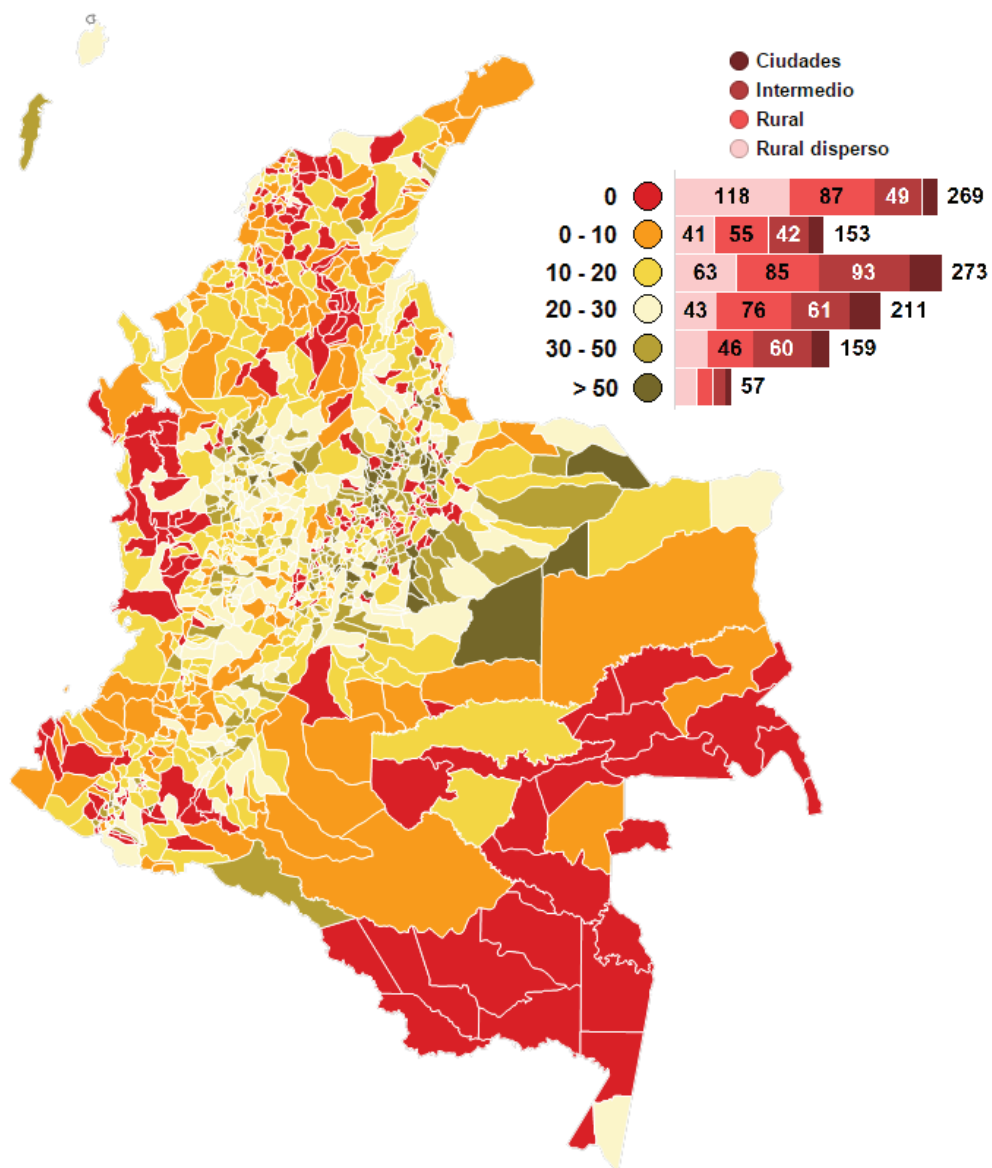 Ciudades
Intermedio
Rural
Rural disperso
0 118 87 49 269
0 - 10 41 55 42 153
10 - 20 63 85 93 273
20 - 30 43 76 61 211
30 - 50 46 60 159
> 50 57